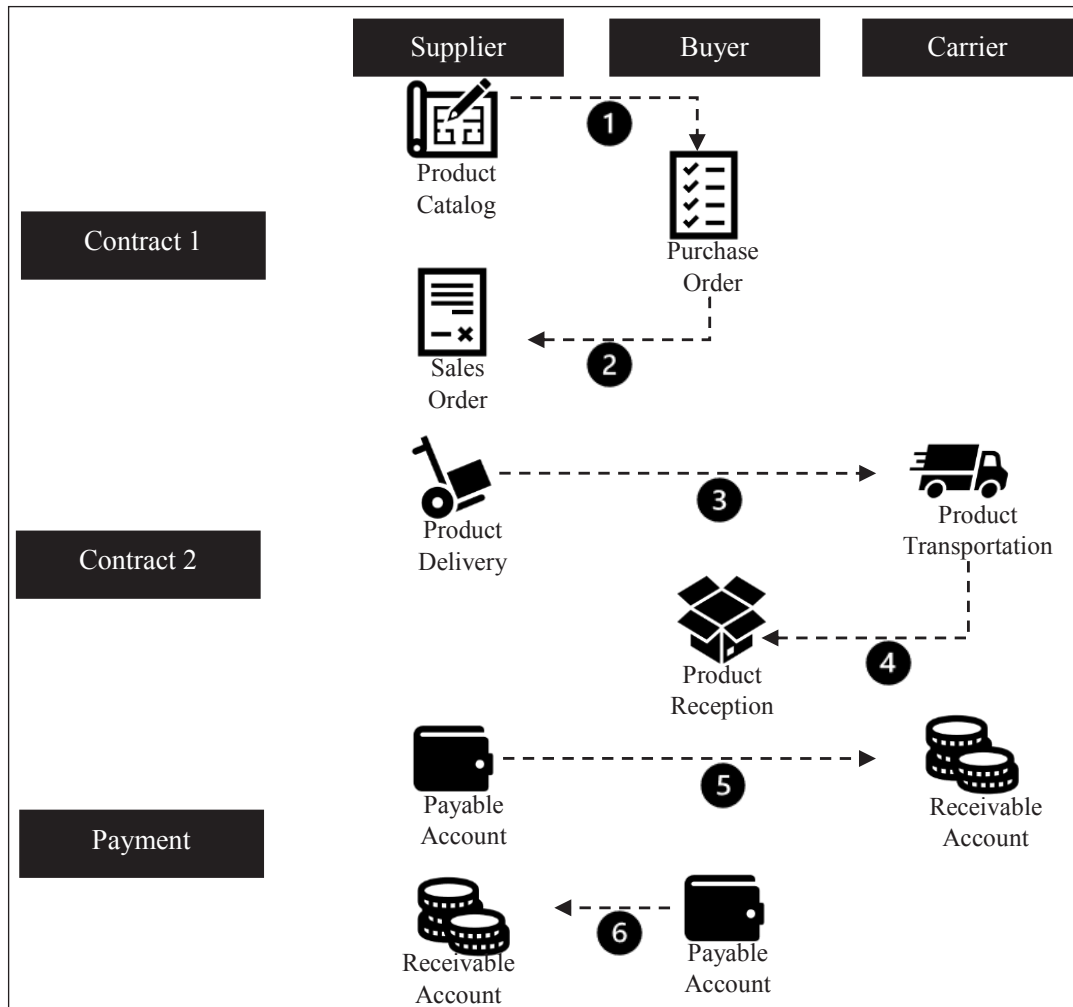 Supplier
Buyer
Carrier
1
Product
Catalog
Contract 1
Purchase
Order
2
Sales
Order
3
Product
Delivery
Product
Transportation
Contract 2
4
Product
Reception
5
Payable
Account
Receivable
Account
Payment
6
Receivable
Account
Payable
Account